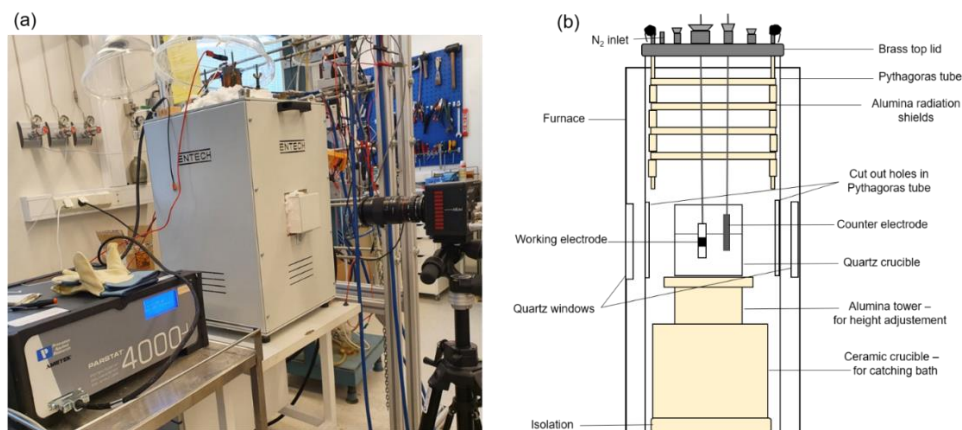 (a)
ENTECH
ENTECH
PARSTAT
4000
AMETEK
(b)
N2 inlet
Brass top lid
Pythagoras tube
Furnace
Alumina radiation
shields
Cut out holes in
Pythagoras tube
Counter electrode
Working electrode
Quartz crucible
Quartz windows
Alumina tower –
for height adjustement
Ceramic crucible –
for catching bath
Isolation